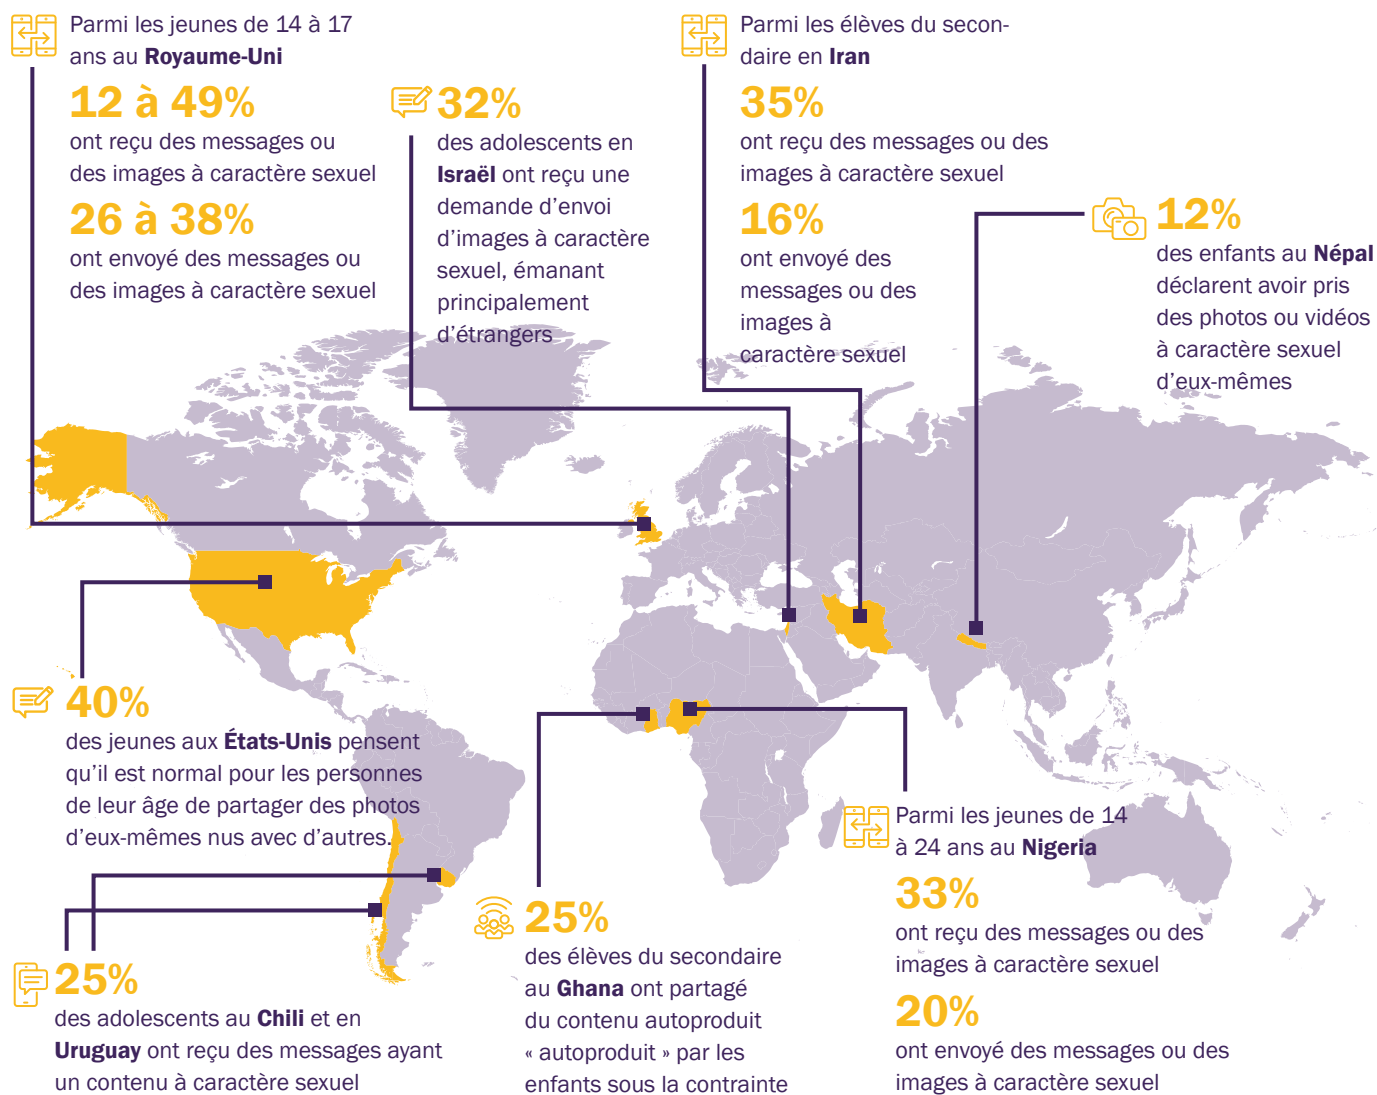 Parmi les jeunes de 14 à 17
ans au Royaume-Uni
12 à 49%
ont reçu des messages ou
des images à caractère sexuel
26 à 38%
ont envoyé des messages ou
des images à caractère sexuel
32%
des adolescents en
Israël ont reçu une
demande d’envoi
d’images à caractère
sexuel, émanant
principalement
d’étrangers
Parmi les élèves du secon-
daire en Iran
35%
ont reçu des messages ou des
images à caractère sexuel
16%
ont envoyé des
messages ou des
images à
caractère sexuel
12%
des enfants au Népal
déclarent avoir pris
des photos ou vidéos
à caractère sexuel
d’eux-mêmes
40%
des jeunes aux États-Unis pensent
qu’il est normal pour les personnes
de leur âge de partager des photos
d’eux-mêmes nus avec d’autres.
25%
des adolescents au Chili et en
Uruguay ont reçu des messages ayant
un contenu à caractère sexuel
25%
des élèves du secondaire
au Ghana ont partagé
du contenu autoproduit
« autoproduit » par les
enfants sous la contrainte
Parmi les jeunes de 14
à 24 ans au Nigeria
33%
ont reçu des messages ou des
images à caractère sexuel
20%
ont envoyé des messages ou des
images à caractère sexuel